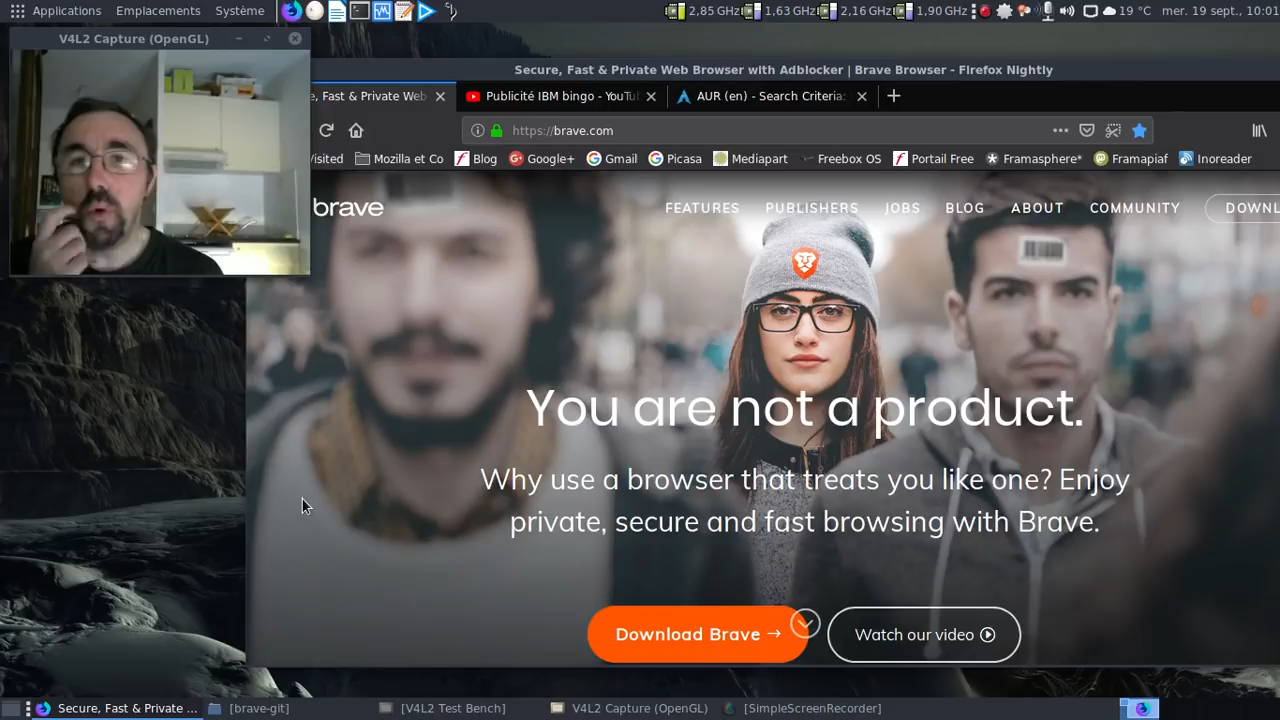 Applications Emplacements Système 2,85 GHz 1,63 GHz 2,16 GHz 1,90 GHz 19 °C mer. 19 sept., 10:01
V4L2 Capture (OpenGL)
Secure, Fast & Private Web Browser with Adblocker | Brave Browser - Firefox Nightly
e, Fast & Private Web Publicité IBM bingo - YouTu AUR (en) - Search Criteria:
https://brave.com
isited Mozilla et Co Blog Google+ Gmail Picasa Mediapart Freebox OS Portail Free Framasphere* Framapiaf Inoreader
brave FEATURES PUBLISHERS JOBS BLOG ABOUT COMMUNITY DOWNL
You are not a product.
Why use a browser that treats you like one? Enjoy
private, secure and fast browsing with Brave.
Download Brave → Watch our video
Secure, Fast & Private ... [brave-git] [V4L2 Test Bench] V4L2 Capture (OpenGL) [SimpleScreenRecorder]